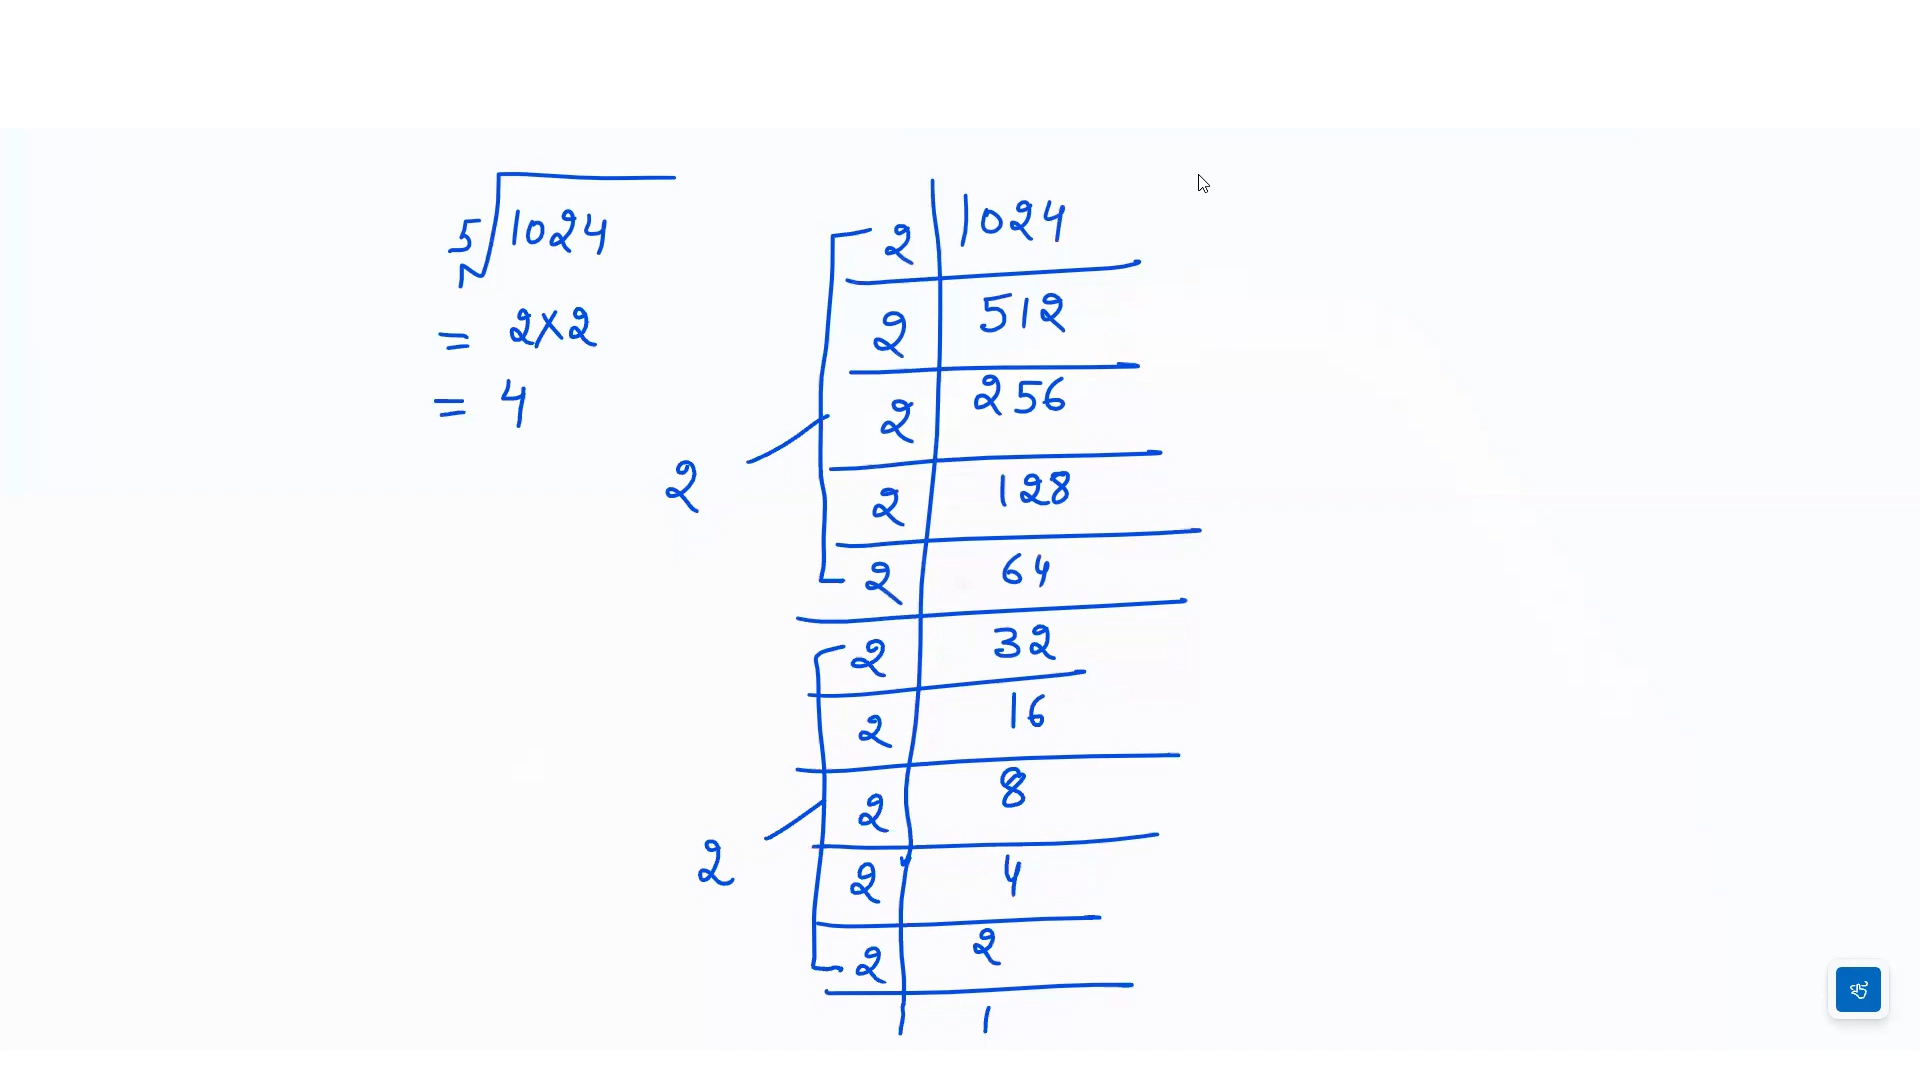 5√1024
= 2×2
= 4
2 | 1024
2 | 512
2 | 256
2 | 128
2 | 64
2 | 32
2 | 16
2 | 8
2 | 4
2 | 2
1
2
2